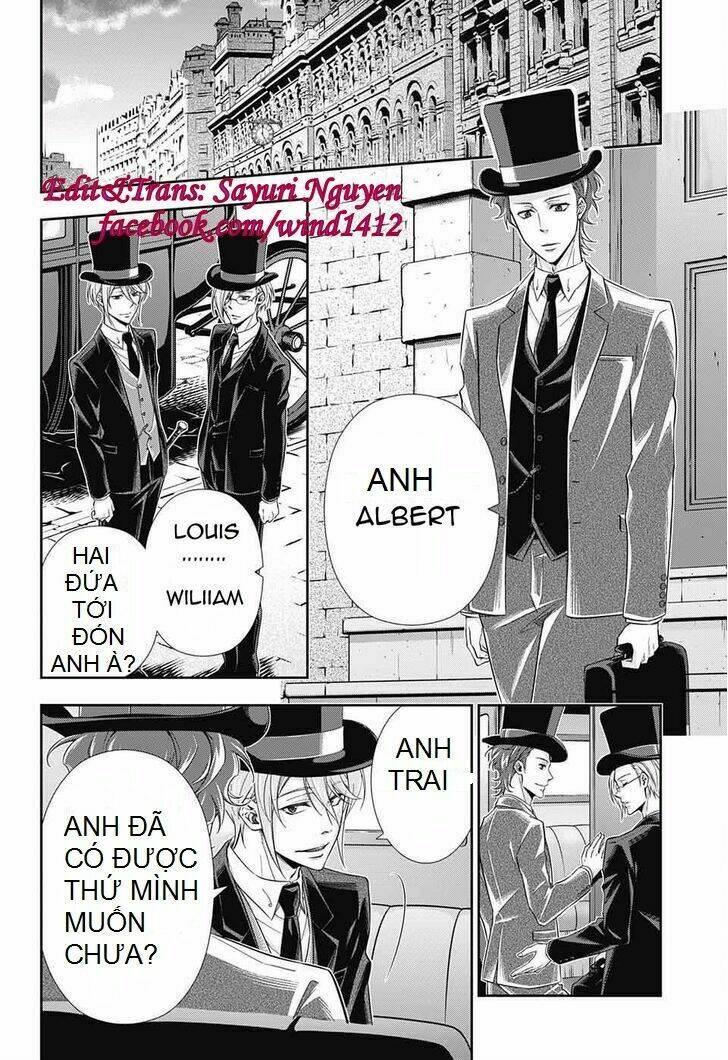 Edit&Trans: Sayuri Nguyen
facebook.com/wind1412
ANH
ALBERT
LOUIS
........
WILIIAM
HAI
ĐỨA
TỚI
ĐÓN
ANH À?
ANH
TRAI
ANH ĐÃ
CÓ ĐƯỢC
THỨ MÌNH
MUỐN
CHƯA?